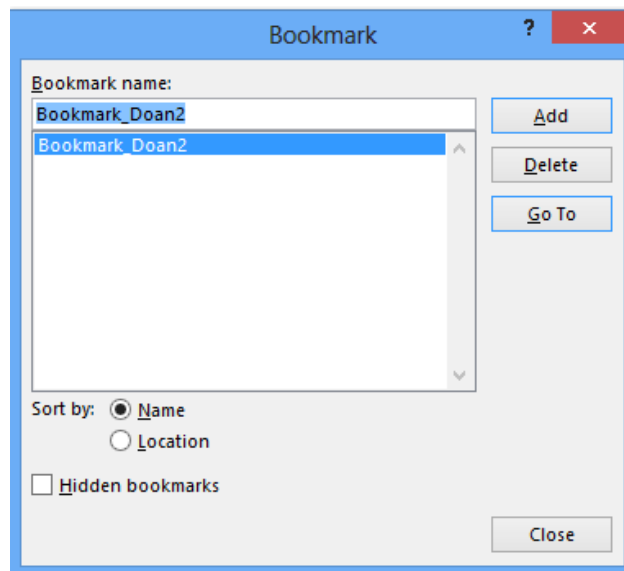 Bookmark
?
×
Bookmark name:
Bookmark_Doan2
Add
Bookmark_Doan2
Delete
Go To
Sort by:
Name
Location
Hidden bookmarks
Close